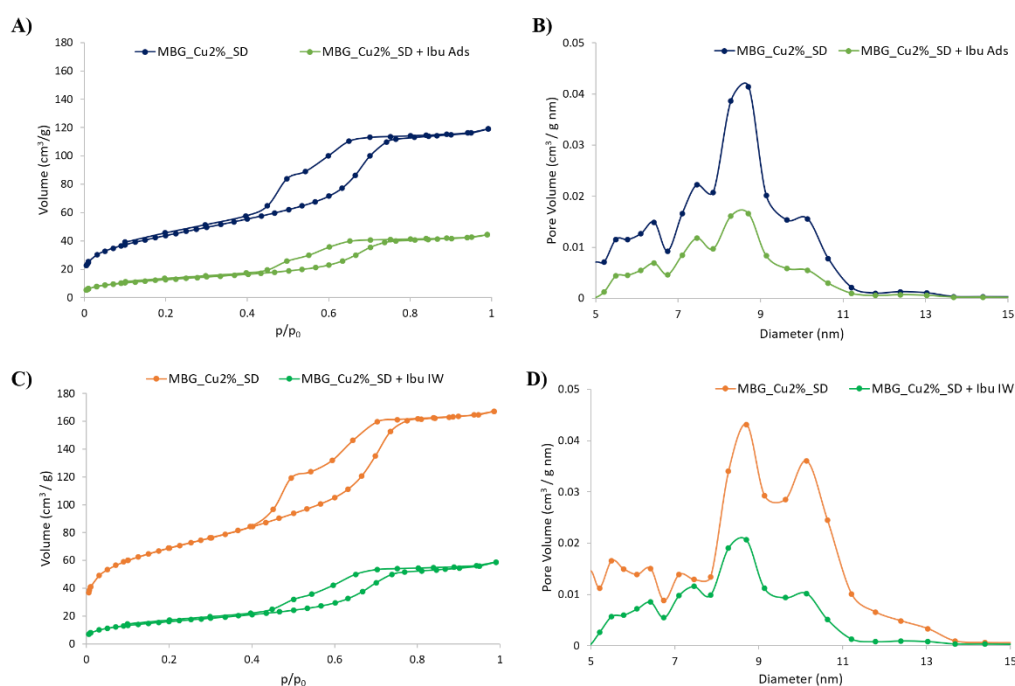 A)
MBG_Cu2%_SD
MBG_Cu2%_SD + Ibu Ads
180
160
140
120
100
80
60
40
20
0
Volume (cm³/g)
0
0.2
0.4
0.6
0.8
1
p/p₀
B)
MBG_Cu2%_SD
MBG_Cu2%_SD + Ibu Ads
0.05
0.04
0.03
0.02
0.01
0
Pore Volume (cm³ / g nm)
5
7
9
11
13
15
Diameter (nm)
C)
MBG_Cu2%_SD
MBG_Cu2%_SD + Ibu IW
180
160
140
120
100
80
60
40
20
0
Volume (cm³ / g)
0
0.2
0.4
0.6
0.8
1
p/p₀
D)
MBG_Cu2%_SD
MBG_Cu2%_SD + Ibu IW
0.05
0.04
0.03
0.02
0.01
0
Pore Volume (cm³ / g nm)
5
7
9
11
13
15
Diameter (nm)